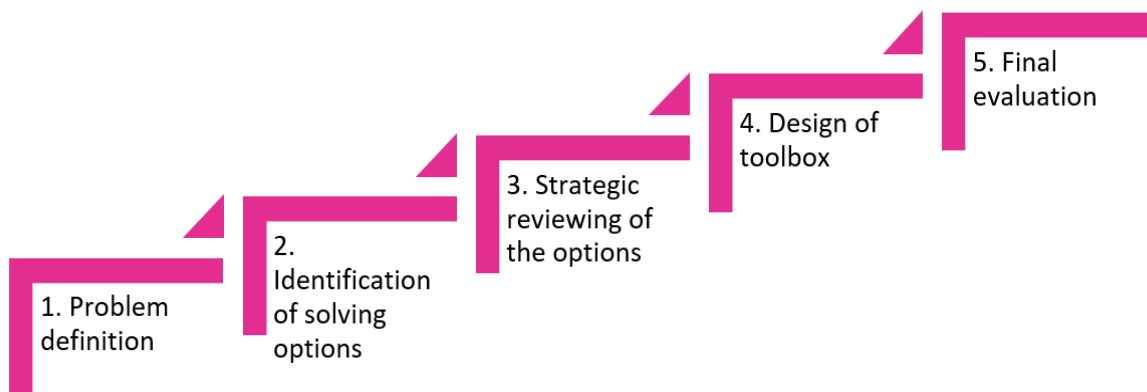 1. Problem
definition
2.
Identification
of solving
options
3. Strategic
reviewing of
the options
4. Design of
toolbox
5. Final
evaluation